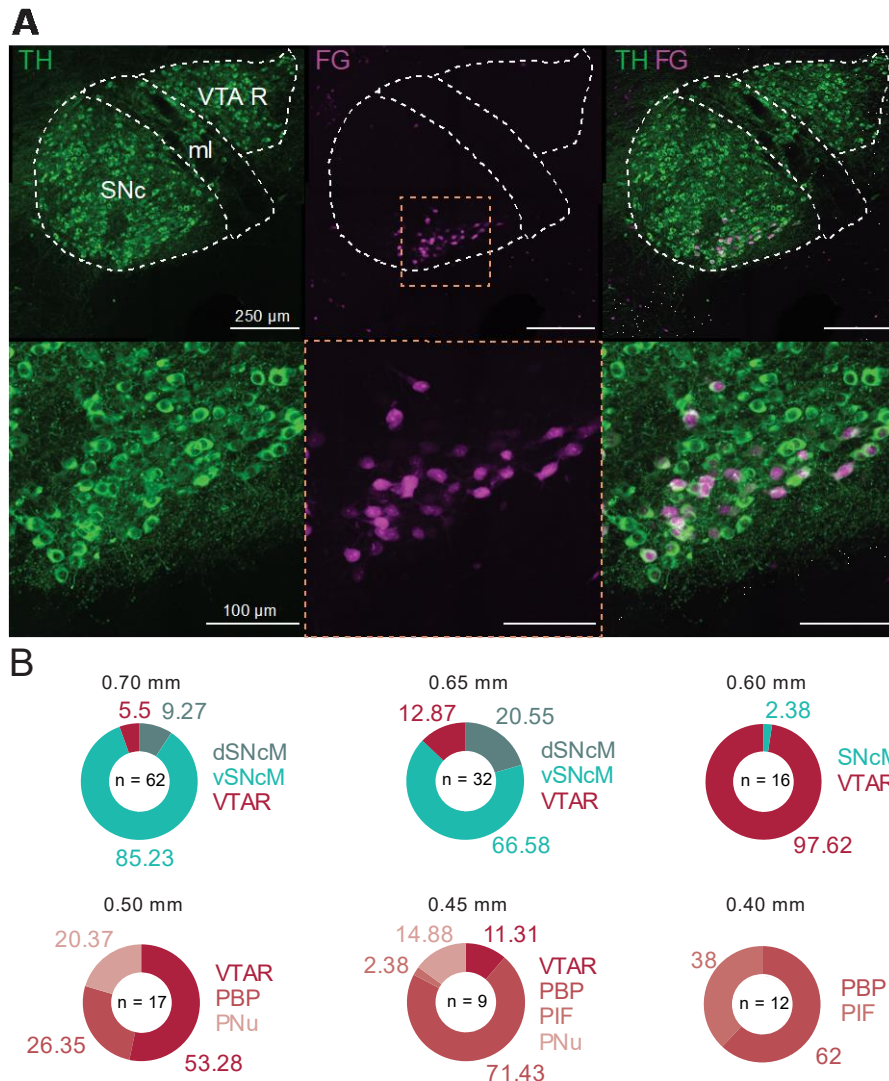 A
TH
FG
TH FG
VTA R
ml
SNc
250 µm
100 µm
B
0.70 mm
5.5
9.27
n = 62
dSNcM
vSNcM
VTAR
85.23
0.65 mm
12.87
20.55
n = 32
dSNcM
vSNcM
VTAR
66.58
0.60 mm
2.38
n = 16
SNcM
VTAR
97.62
0.50 mm
20.37
n = 17
VTAR
PBP
PNu
26.35
53.28
0.45 mm
14.88
11.31
2.38
n = 9
VTAR
PBP
PIF
PNu
71.43
0.40 mm
38
n = 12
PBP
PIF
62